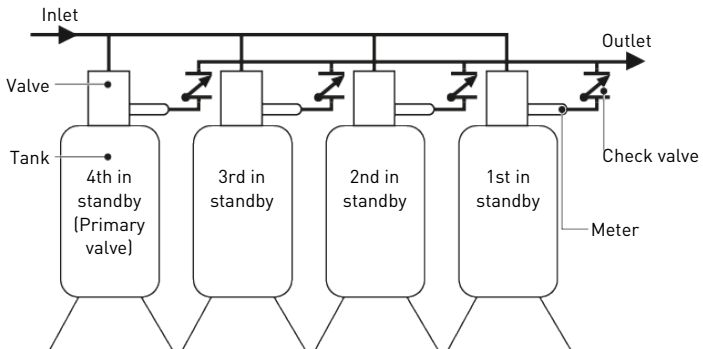 Inlet
Outlet
Valve
Tank
4th in
standby
(Primary
valve)
3rd in
standby
2nd in
standby
1st in
standby
Check valve
Meter